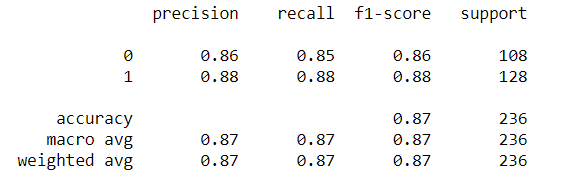 precision recall f1-score support
0 0.86 0.85 0.86 108
1 0.88 0.88 0.88 128
accuracy 0.87 236
macro avg 0.87 0.87 0.87 236
weighted avg 0.87 0.87 0.87 236